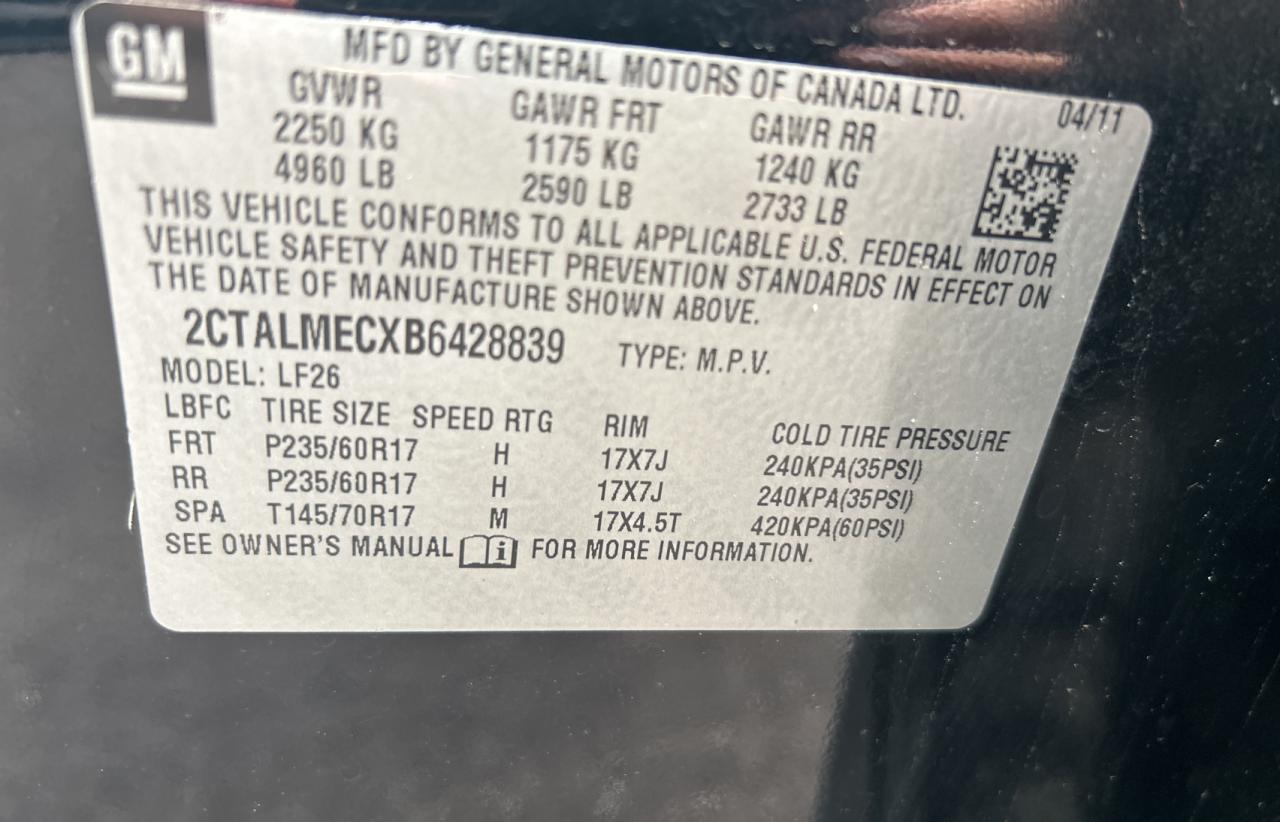 GM
MFD BY GENERAL MOTORS OF CANADA LTD.
04/11
GVWR GAWR FRT GAWR RR
2250 KG 1175 KG 1240 KG
4960 LB 2590 LB 2733 LB
THIS VEHICLE CONFORMS TO ALL APPLICABLE U.S. FEDERAL MOTOR
VEHICLE SAFETY AND THEFT PREVENTION STANDARDS IN EFFECT ON
THE DATE OF MANUFACTURE SHOWN ABOVE.
2CTALMECXB6428839 TYPE: M.P.V.
MODEL: LF26
LBFC TIRE SIZE SPEED RTG RIM COLD TIRE PRESSURE
FRT P235/60R17 H 17X7J 240KPA(35PSI)
RR P235/60R17 H 17X7J 240KPA(35PSI)
SPA T145/70R17 M 17X4.5T 420KPA(60PSI)
SEE OWNER'S MANUAL i FOR MORE INFORMATION.